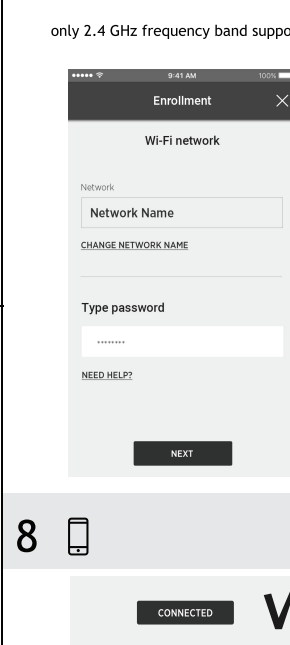 only 2.4 GHz frequency band suppo
9:41 AM 100%
Enrollment
Wi-Fi network
Network
Network Name
CHANGE NETWORK NAME
Type password
NEED HELP?
NEXT
8
CONNECTED